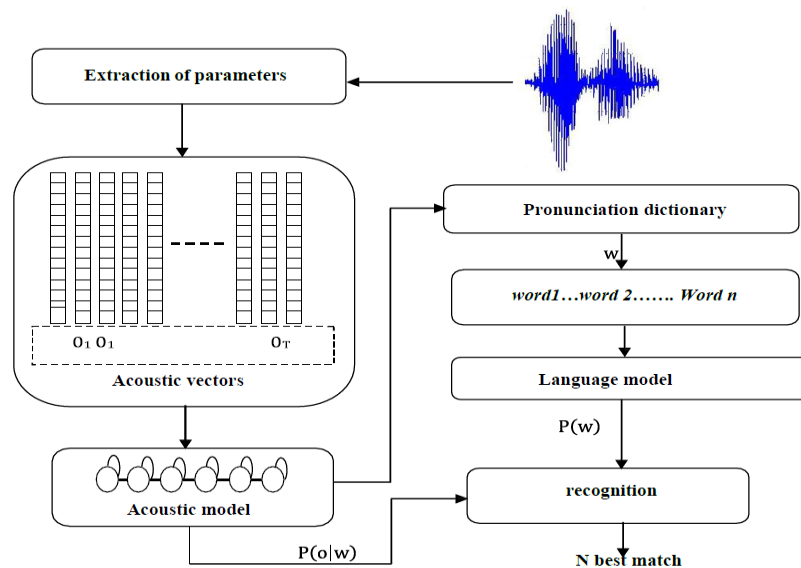 Extraction of parameters
Pronunciation dictionary
w
word1…word 2……. Word n
O₁ O₁ O_T
Acoustic vectors
Language model
P(w)
recognition
Acoustic model
P(o|w)
N best match